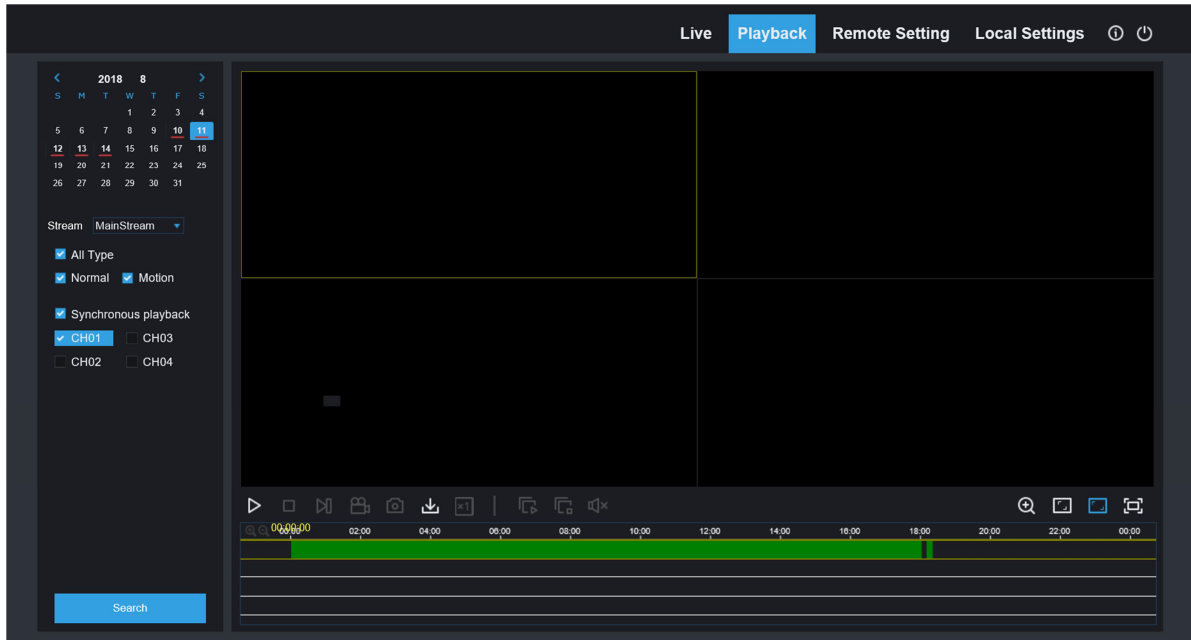 Live Playback Remote Setting Local Settings
2018 8
S M T W T F S
1 2 3 4
5 6 7 8 9 10 11
12 13 14 15 16 17 18
19 20 21 22 23 24 25
26 27 28 29 30 31
Stream MainStream
All Type
Normal Motion
Synchronous playback
CH01 CH03
CH02 CH04
Search
x1
00:00:00
00:00 02:00 04:00 06:00 08:00 10:00 12:00 14:00 16:00 18:00 20:00 22:00 00:00